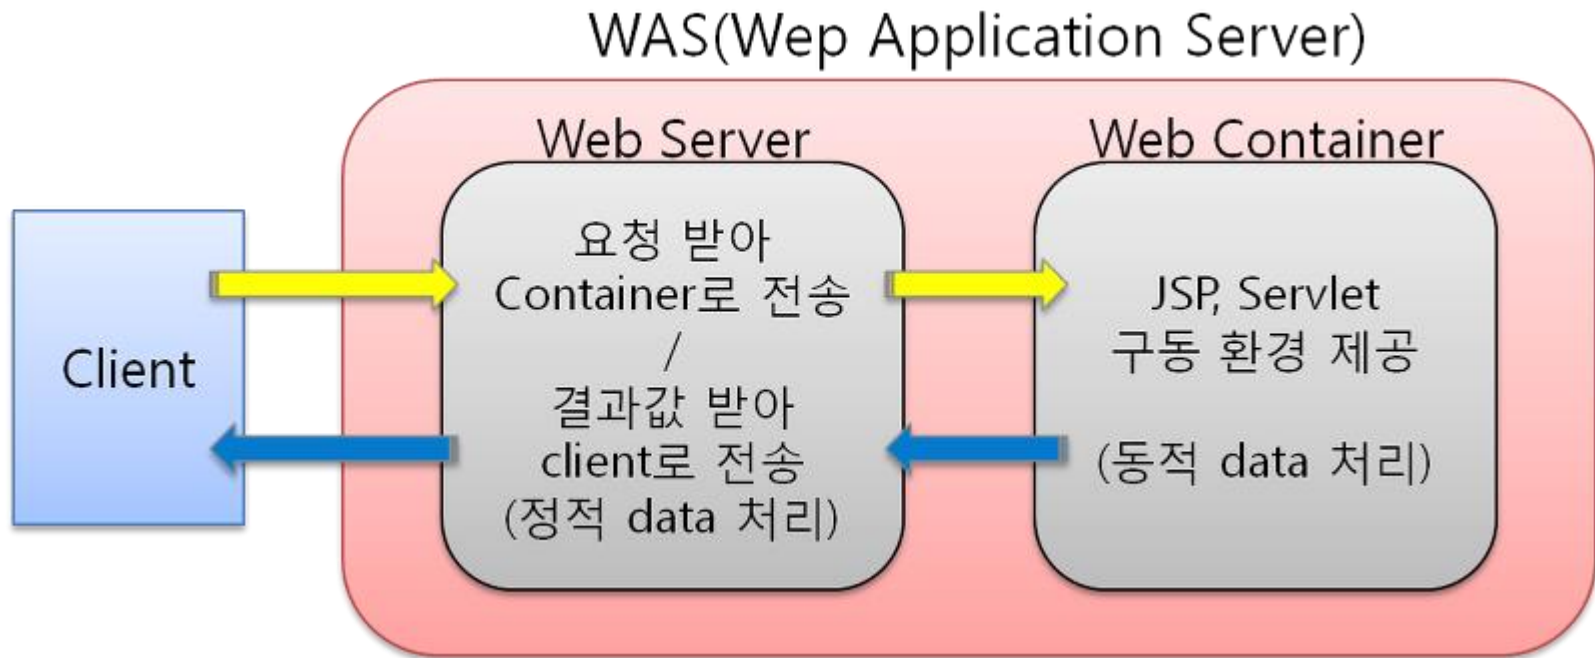 WAS(Wep Application Server)
Web Server
Web Container
Client
요청 받아
Container로 전송
/
결과값 받아
client로 전송
(정적 data 처리)
JSP, Servlet
구동 환경 제공
(동적 data 처리)